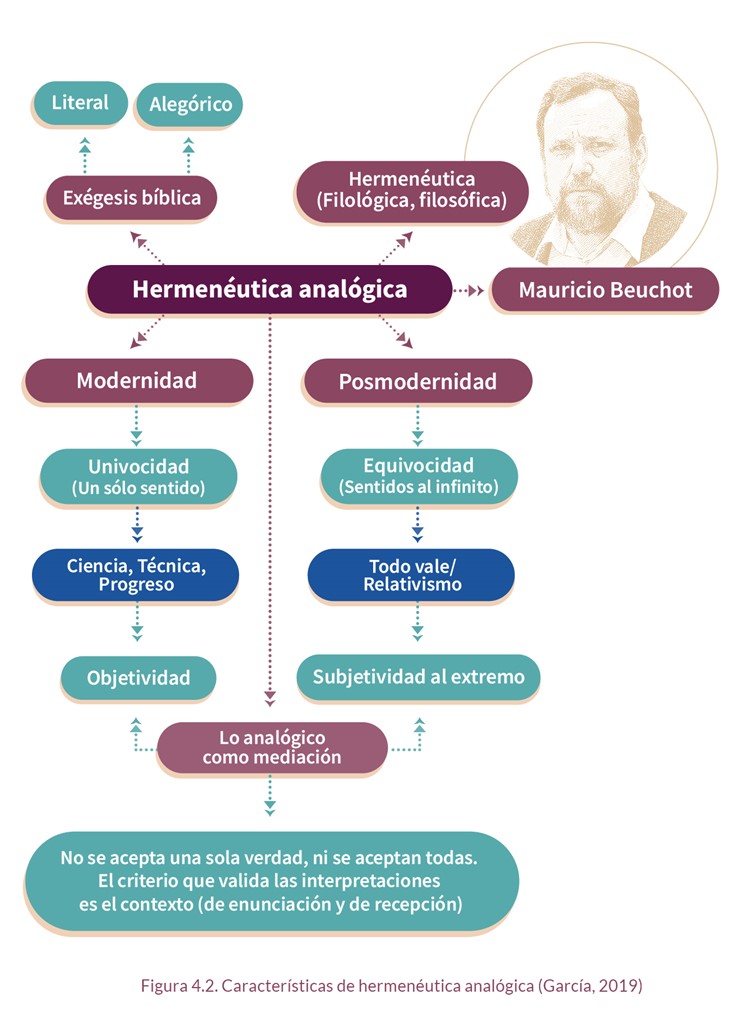 Literal
Alegórico
Exégesis bíblica
Hermenéutica
(Filológica, filosófica)
Hermenéutica analógica
Mauricio Beuchot
Modernidad
Posmodernidad
Univocidad
(Un sólo sentido)
Equivocidad
(Sentidos al infinito)
Ciencia, Técnica,
Progreso
Todo vale/
Relativismo
Objetividad
Subjetividad al extremo
Lo analógico
como mediación
No se acepta una sola verdad, ni se aceptan todas.
El criterio que valida las interpretaciones
es el contexto (de enunciación y de recepción)
Figura 4.2. Características de hermenéutica analógica (García, 2019)